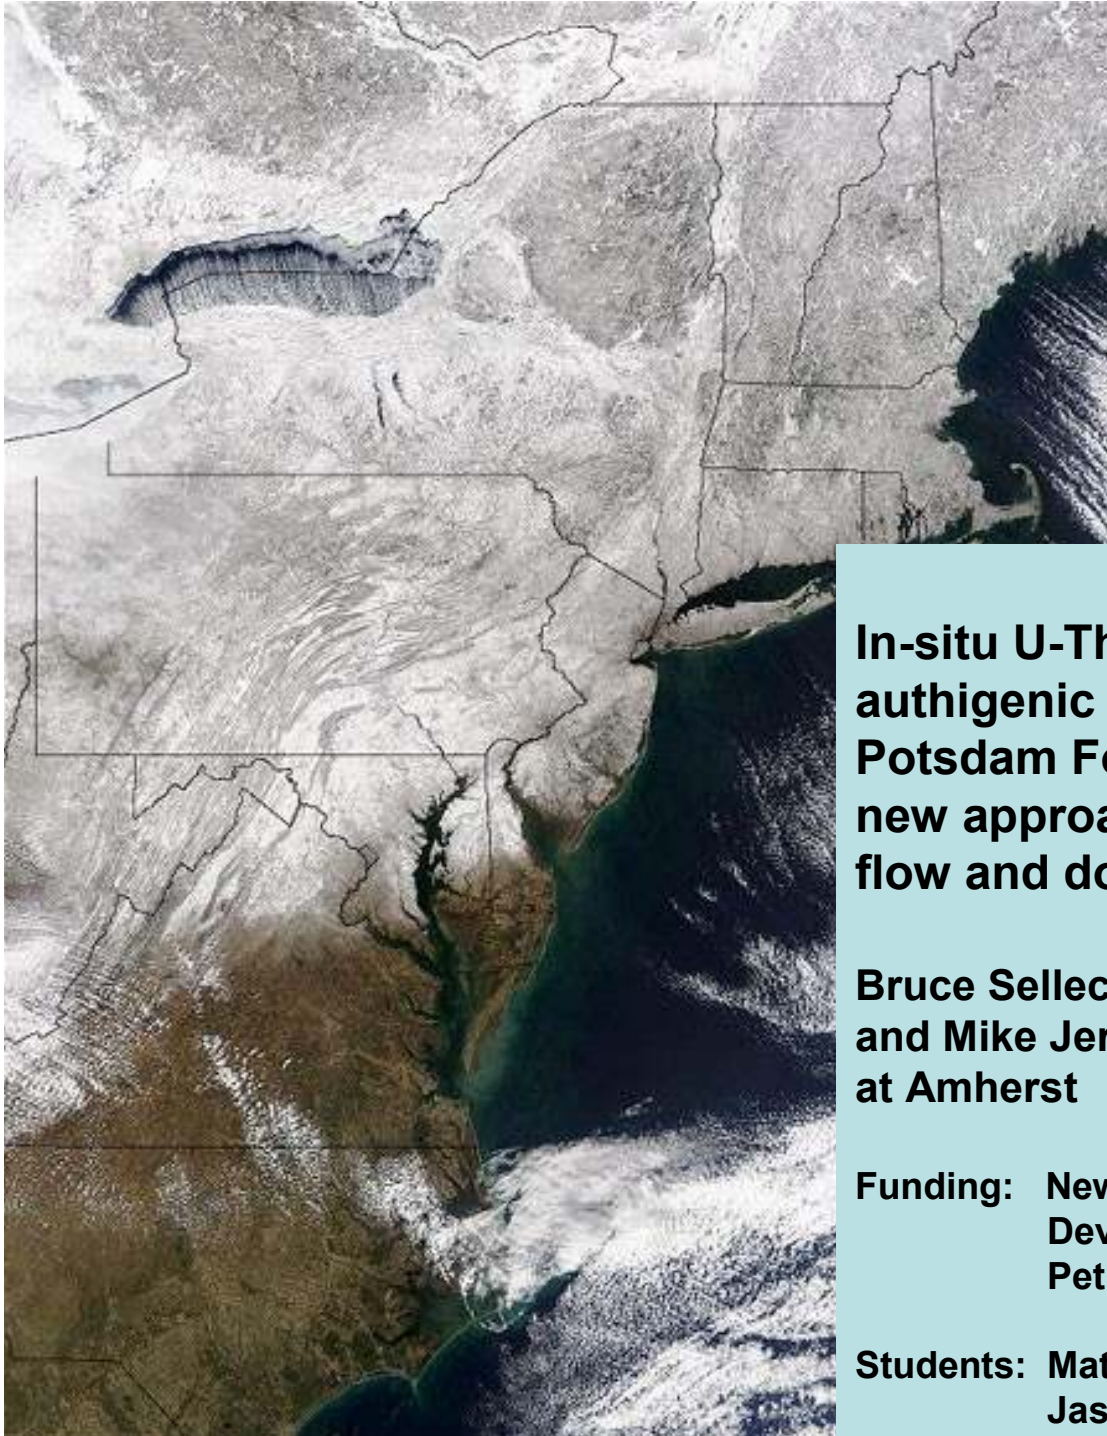 In-situ U-Th
authigenic
Potsdam Fo
new approa
flow and do
Bruce Sellec
and Mike Jer
at Amherst
Funding: New
Dev
Pet
Students: Mat
Jas